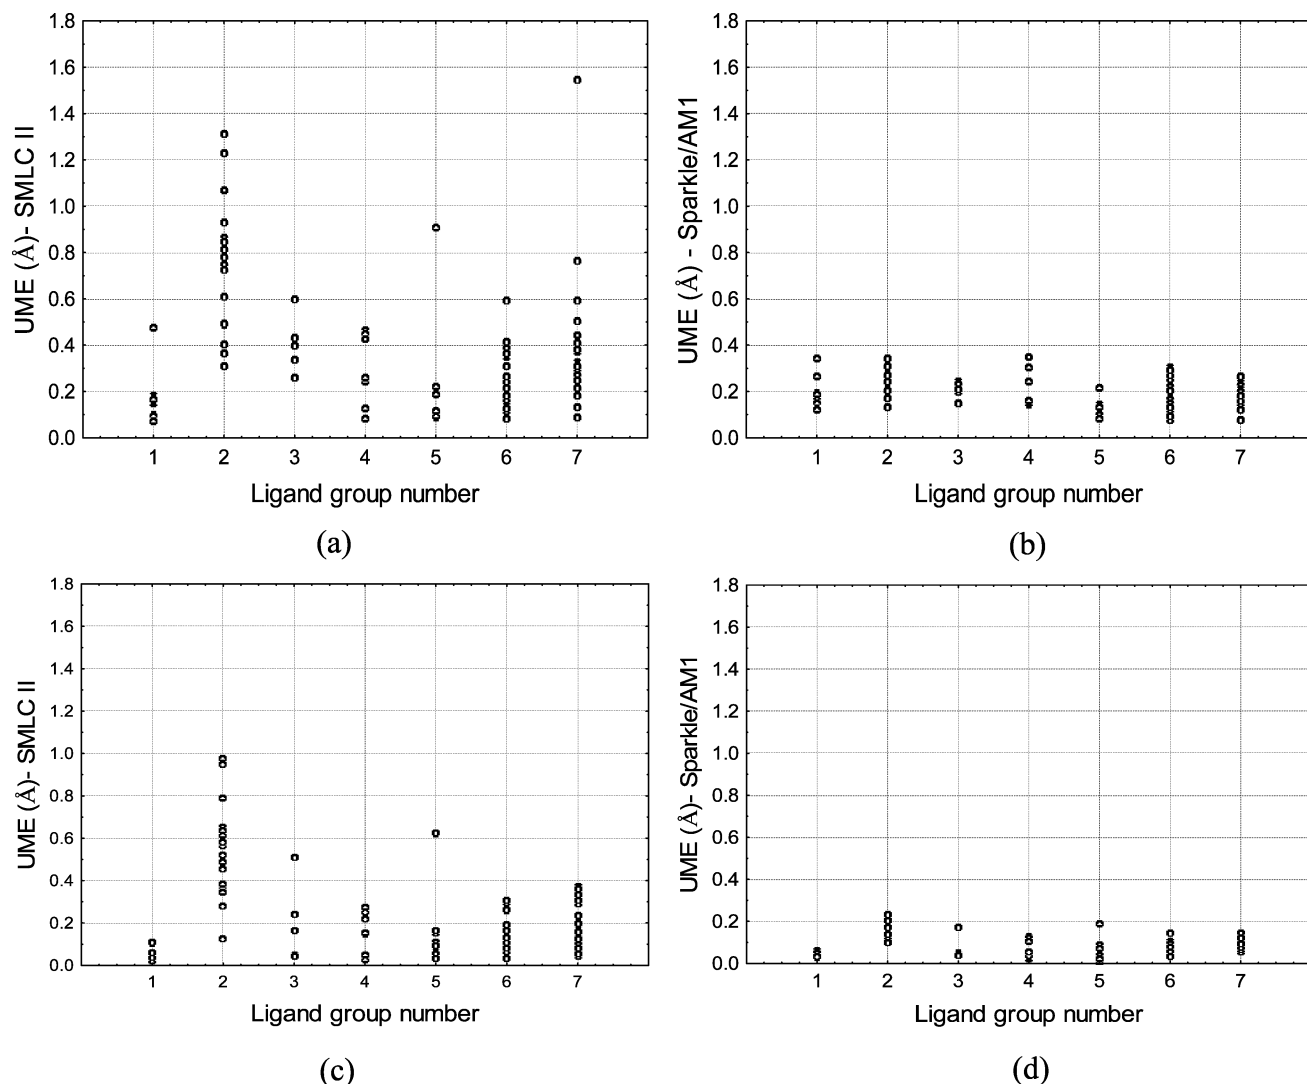 1.8
1.6
1.4
1.2
1.0
0.8
0.6
0.4
0.2
0.0
UME (Å)- SMLC II
1 2 3 4 5 6 7
Ligand group number
(a)
1.8
1.6
1.4
1.2
1.0
0.8
0.6
0.4
0.2
0.0
UME (Å) - Sparkle/AM1
1 2 3 4 5 6 7
Ligand group number
(b)
1.8
1.6
1.4
1.2
1.0
0.8
0.6
0.4
0.2
0.0
UME (Å)- SMLC II
1 2 3 4 5 6 7
Ligand group number
(c)
1.8
1.6
1.4
1.2
1.0
0.8
0.6
0.4
0.2
0.0
UME (Å)- Sparkle/AM1
1 2 3 4 5 6 7
Ligand group number
(d)